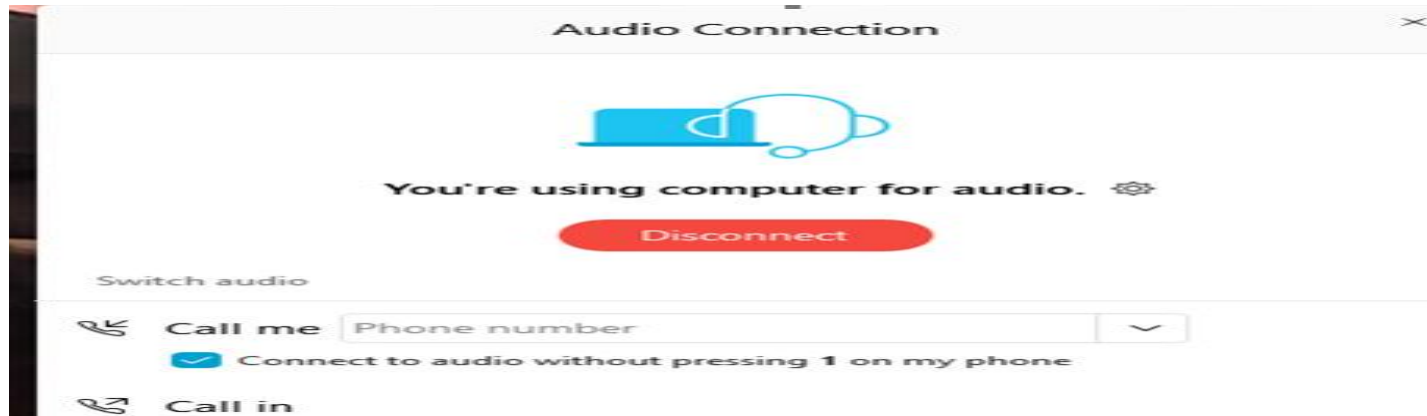 Audio Connection
You're using computer for audio.
Disconnect
Switch audio
Call me Phone number
Connect to audio without pressing 1 on my phone
Call in